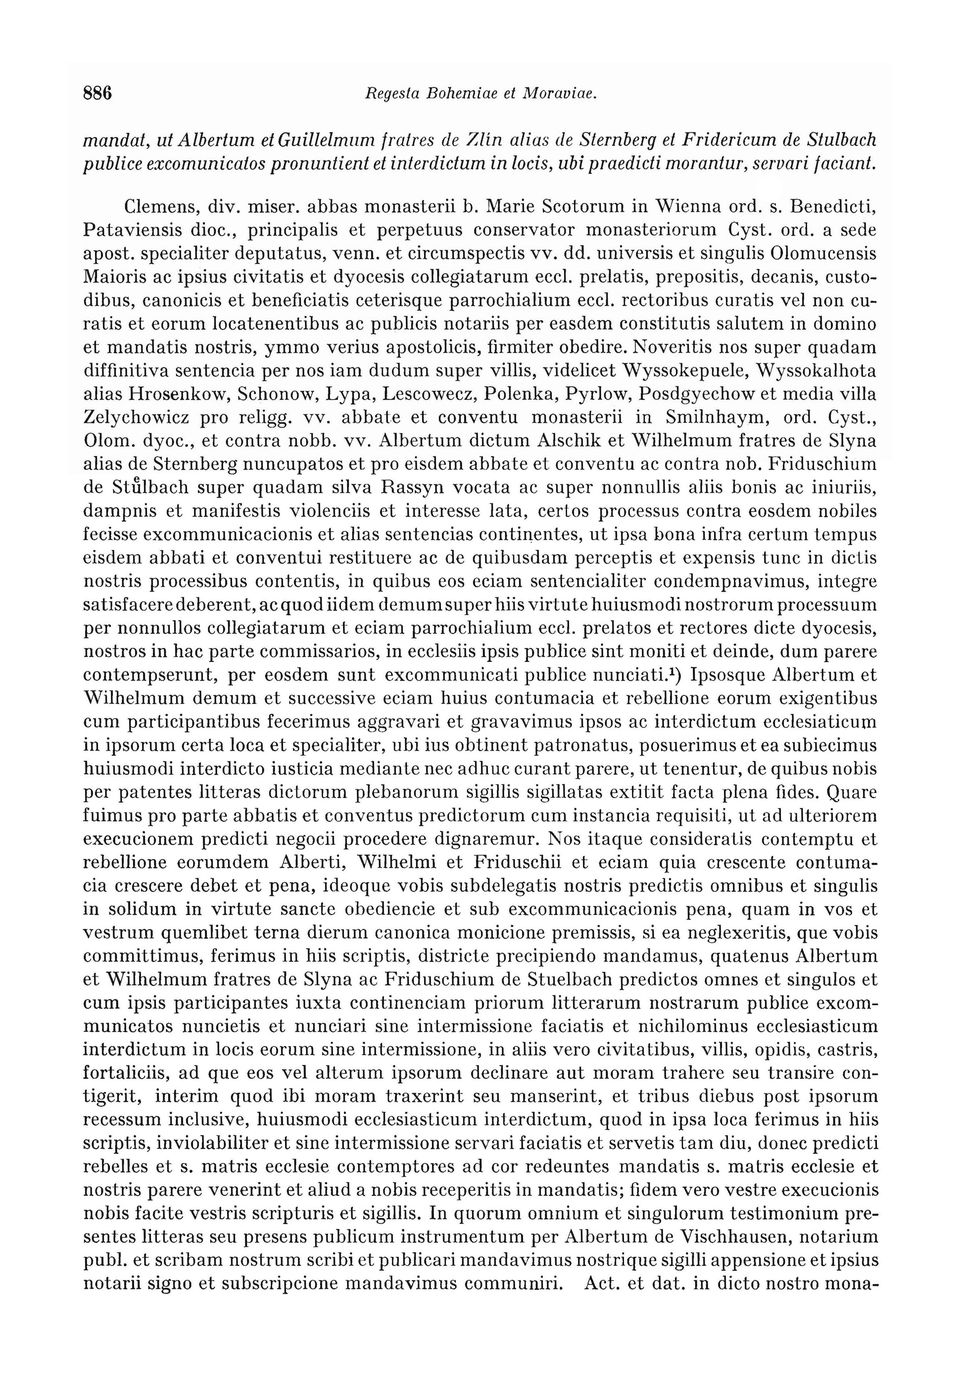 886
Regesta Bohemiae et Moraviae.
mandat, ut Albertum et Guillelmum fratres de Zlín alias de Sternberg et Fridericum de Stulbach
publice excomunicatos pronuntient et interdictum in locis, ubi praedicti morantur, servari faciant.
Clemens, div. miser. abbas monasterii b. Marie Scotorum in Wienna ord. s. Benedicti,
Pataviensis dioc., principalis et perpetuus conservator monasteriorum Cyst. ord. a sede
apost. specialiter deputatus, venn. et circumspectis vv. dd. universis et singulis Olomucensis
Maioris ac ipsius civitatis et dyocesis collegiatarum eccl. prelatis, prepositis, decanis, custo-
dibus, canonicis et beneficiatis ceterisque parrochialium eccl. rectoribus curatis vel non cu-
ratis et eorum locatenentibus ac publicis notariis per easdem constitutis salutem in domino
et mandatis nostris, ymmo verius apostolicis, firmiter obedire. Noveritis nos super quadam
diffinitiva sentencia per nos iam dudum super villis, videlicet Wyssokepuele, Wyssokalhota
alias Hrosenkow, Schonow, Lypa, Lescowecz, Polenka, Pyrlow, Posdgyechow et media villa
Zelychowicz pro religg. vv. abbate et conventu monasterii in Smilnhaym, ord. Cyst.,
Olom. dyoc., et contra nobb. vv. Albertum dictum Alschik et Wilhelmum fratres de Slyna
alias de Sternberg nuncupatos et pro eisdem abbate et conventu ac contra nob. Friduschium
de Stuͤlbach super quadam silva Rassyn vocata ac super nonnullis aliis bonis ac iniuriis,
dampnis et manifestis violenciis et interesse lata, certos processus contra eosdem nobiles
fecisse excommunicacionis et alias sentencias continentes, ut ipsa bona infra certum tempus
eisdem abbati et conventui restituere ac de quibusdam perceptis et expensis tunc in dictis
nostris processibus contentis, in quibus eos eciam sentencialiter condempnavimus, integre
satisfacere deberent, ac quod iidem demum super hiis virtute huiusmodi nostrorum processuum
per nonnullos collegiatarum et eciam parrochialium eccl. prelatos et rectores dicte dyocesis,
nostros in hac parte commissarios, in ecclesiis ipsis publice sint moniti et deinde, dum parere
contempserunt, per eosdem sunt excommunicati publice nunciati.¹) Ipsosque Albertum et
Wilhelmum demum et successive eciam huius contumacia et rebellione eorum exigentibus
cum participantibus fecerimus aggravari et gravavimus ipsos ac interdictum ecclesiaticum
in ipsorum certa loca et specialiter, ubi ius obtinent patronatus, posuerimus et ea subiecimus
huiusmodi interdicto iusticia mediante nec adhuc curant parere, ut tenentur, de quibus nobis
per patentes litteras dictorum plebanorum sigillis sigillatas extitit facta plena fides. Quare
fuimus pro parte abbatis et conventus predictorum cum instancia requisiti, ut ad ulteriorem
execucionem predicti negocii procedere dignaremur. Nos itaque consideratis contemptu et
rebellione eorumdem Alberti, Wilhelmi et Friduschii et eciam quia crescente contuma-
cia crescere debet et pena, ideoque vobis subdelegatis nostris predictis omnibus et singulis
in solidum in virtute sancte obediencie et sub excommunicacionis pena, quam in vos et
vestrum quemlibet terna dierum canonica monicione premissis, si ea neglexeritis, que vobis
committimus, ferimus in hiis scriptis, districte precipiendo mandamus, quatenus Albertum
et Wilhelmum fratres de Slyna ac Friduschium de Stuelbach predictos omnes et singulos et
cum ipsis participantes iuxta continenciam priorum litterarum nostrarum publice excom-
municatos nuncietis et nunciari sine intermissione faciatis et nichilominus ecclesiasticum
interdictum in locis eorum sine intermissione, in aliis vero civitatibus, villis, opidis, castris,
fortaliciis, ad que eos vel alterum ipsorum declinare aut moram trahere seu transire con-
tigerit, interim quod ibi moram traxerint seu manserint, et tribus diebus post ipsorum
recessum inclusive, huiusmodi ecclesiasticum interdictum, quod in ipsa loca ferimus in hiis
scriptis, inviolabiliter et sine intermissione servari faciatis et servetis tam diu, donec predicti
rebelles et s. matris ecclesie contemptores ad cor redeuntes mandatis s. matris ecclesie et
nostris parere venerint et aliud a nobis receperitis in mandatis; fidem vero vestre execucionis
nobis facite vestris scripturis et sigillis. In quorum omnium et singulorum testimonium pre-
sentes litteras seu presens publicum instrumentum per Albertum de Vischhausen, notarium
publ. et scribam nostrum scribi et publicari mandavimus nostrique sigilli appensione et ipsius
notarii signo et subscripcione mandavimus communiri. Act. et dat. in dicto nostro mona-